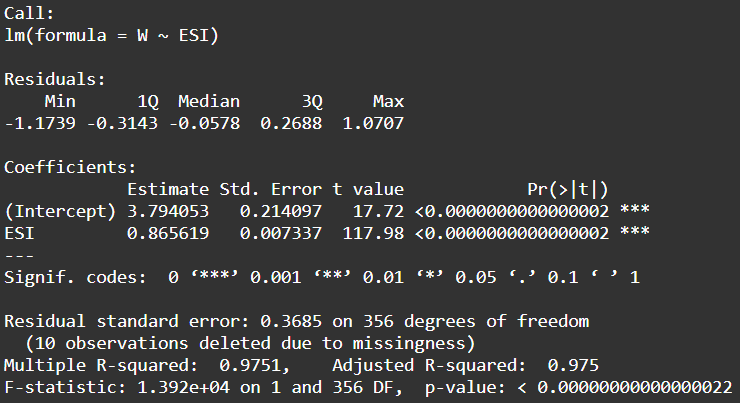 Call:
lm(formula = W ~ ESI)
Residuals:
Min 1Q Median 3Q Max
-1.1739 -0.3143 -0.0578 0.2688 1.0707
Coefficients:
Estimate Std. Error t value Pr(>|t|)
(Intercept) 3.794053 0.214097 17.72 <0.0000000000000002 ***
ESI 0.865619 0.007337 117.98 <0.0000000000000002 ***
---
Signif. codes: 0 ‘***’ 0.001 ‘**’ 0.01 ‘*’ 0.05 ‘.’ 0.1 ‘ ’ 1
Residual standard error: 0.3685 on 356 degrees of freedom
(10 observations deleted due to missingness)
Multiple R-squared: 0.9751, Adjusted R-squared: 0.975
F-statistic: 1.392e+04 on 1 and 356 DF, p-value: < 0.00000000000000022